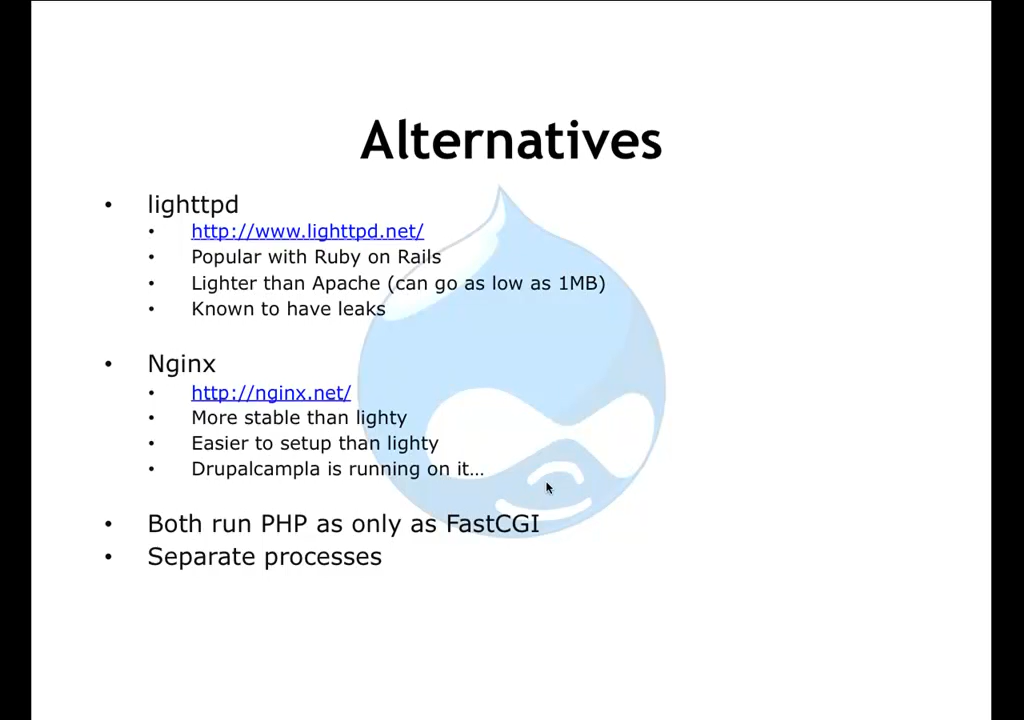 Alternatives
• lighttpd
• http://www.lighttpd.net/
• Popular with Ruby on Rails
• Lighter than Apache (can go as low as 1MB)
• Known to have leaks
• Nginx
• http://nginx.net/
• More stable than lighty
• Easier to setup than lighty
• Drupalcampla is running on it…
• Both run PHP as only as FastCGI
• Separate processes